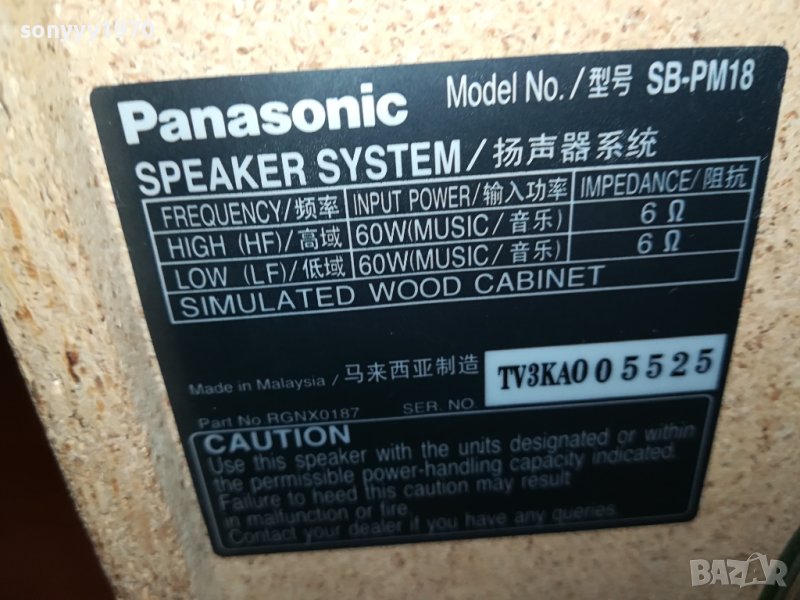 sonyyy1470
Panasonic Model No./型号 SB-PM18
SPEAKER SYSTEM/扬声器系统
FREQUENCY/频率 INPUT POWER/输入功率 IMPEDANCE/阻抗
HIGH (HF)/高域 60W(MUSIC/音乐) 6 Ω
LOW (LF)/低域 60W(MUSIC/音乐) 6 Ω
SIMULATED WOOD CABINET
Made in Malaysia/马来西亚制造
Part No RGNX0187 SER. NO. TV3KA005525
CAUTION
Use this speaker with the units designated or within
the permissible power-handling capacity indicated.
Failure to heed this caution may result
in malfunction or fire.
Contact your dealer if you have any queries.
BAZAR